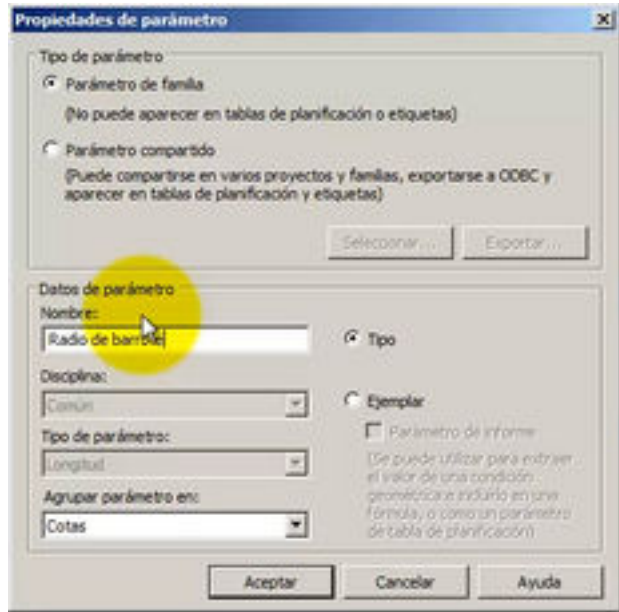 Propiedades de parámetro
Tipo de parámetro
Parámetro de familia
(No puede aparecer en tablas de planificación o etiquetas)
Parámetro compartido
(Puede compartirse en varios proyectos y familias, exportarse a ODBC y
aparecer en tablas de planificación y etiquetas)
Seleccionar... Exportar...
Datos de parámetro
Nombre:
Radio de barrote
Tipo
Disciplina:
Común
Ejemplar
Parámetro de informe
Tipo de parámetro:
Longitud
(Se puede utilizar para extraer
el valor de una condición
geométrica e incluirlo en una
fórmula, o como un parámetro
de tabla de planificación)
Agrupar parámetro en:
Cotas
Aceptar Cancelar Ayuda